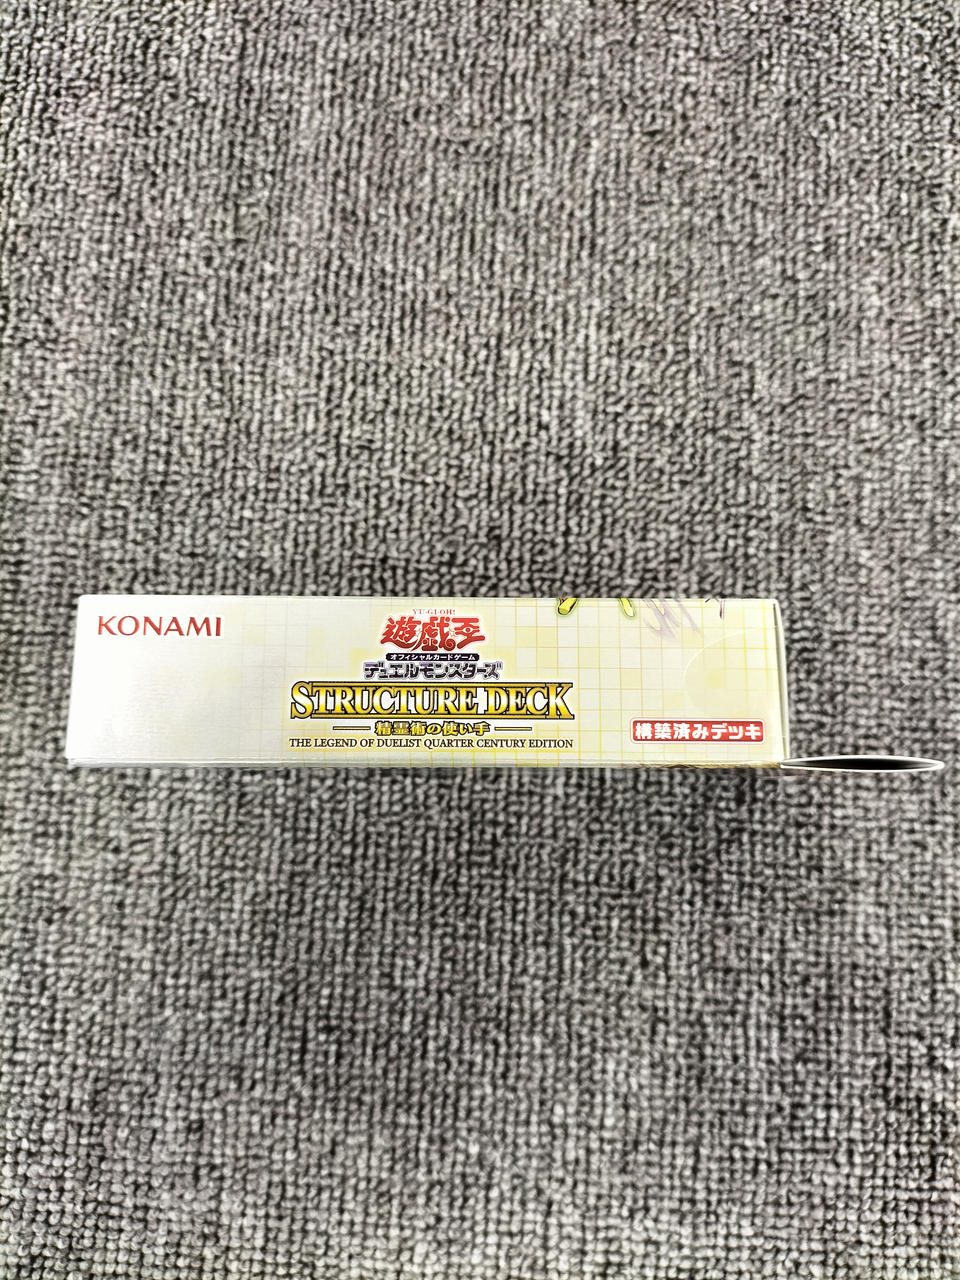 KONAMI
YU-GI-OH!
遊戯王
オフィシャルカードゲーム
デュエルモンスターズ
STRUCTURE DECK
精霊術の使い手
THE LEGEND OF DUELIST QUARTER CENTURY EDITION
構築済みデッキ